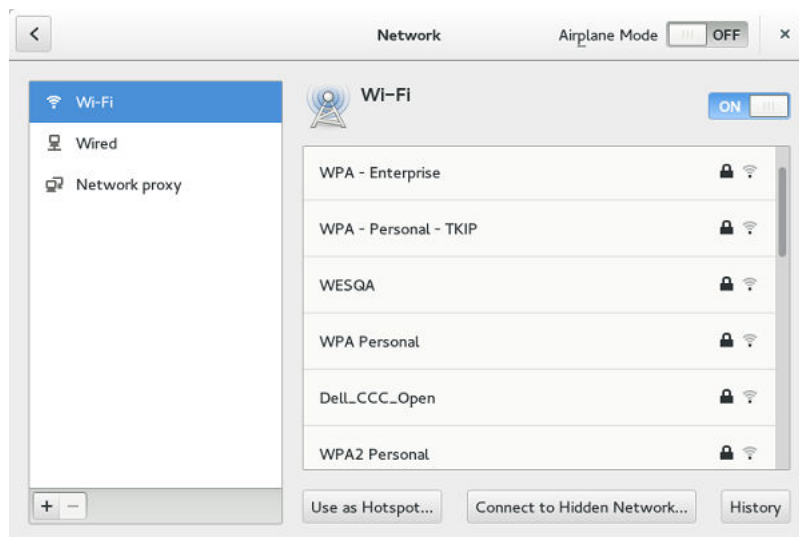 Network
Airplane Mode OFF
Wi-Fi
Wired
Network proxy
Wi-Fi
ON
WPA - Enterprise
WPA - Personal - TKIP
WESQA
WPA Personal
Dell_CCC_Open
WPA2 Personal
Use as Hotspot...
Connect to Hidden Network...
History